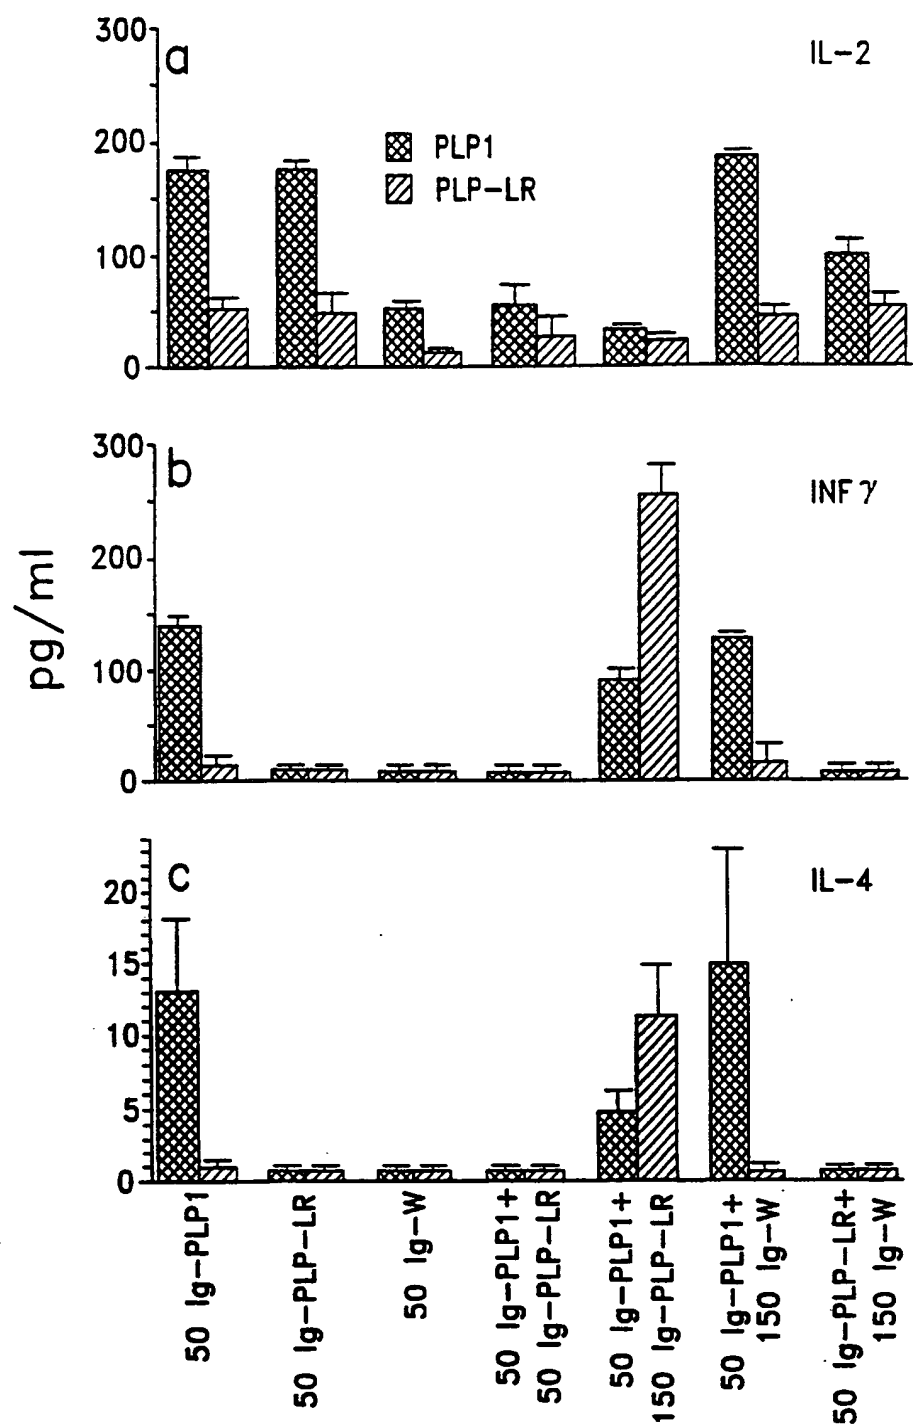 300
a
IL-2
200
PLP1
PLP-LR
100
0
300
b
INF γ
200
100
0
pg/ml
c
IL-4
20
15
10
5
0
50 Ig-PLP1
50 Ig-PLP-LR
50 Ig-W
50 Ig-PLP1+
50 Ig-PLP-LR
50 Ig-PLP1+
150 Ig-PLP-LR
50 Ig-PLP1+
150 Ig-W
50 Ig-PLP-LR+
150 Ig-W